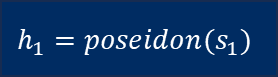 h₁ = poseidon(s₁)